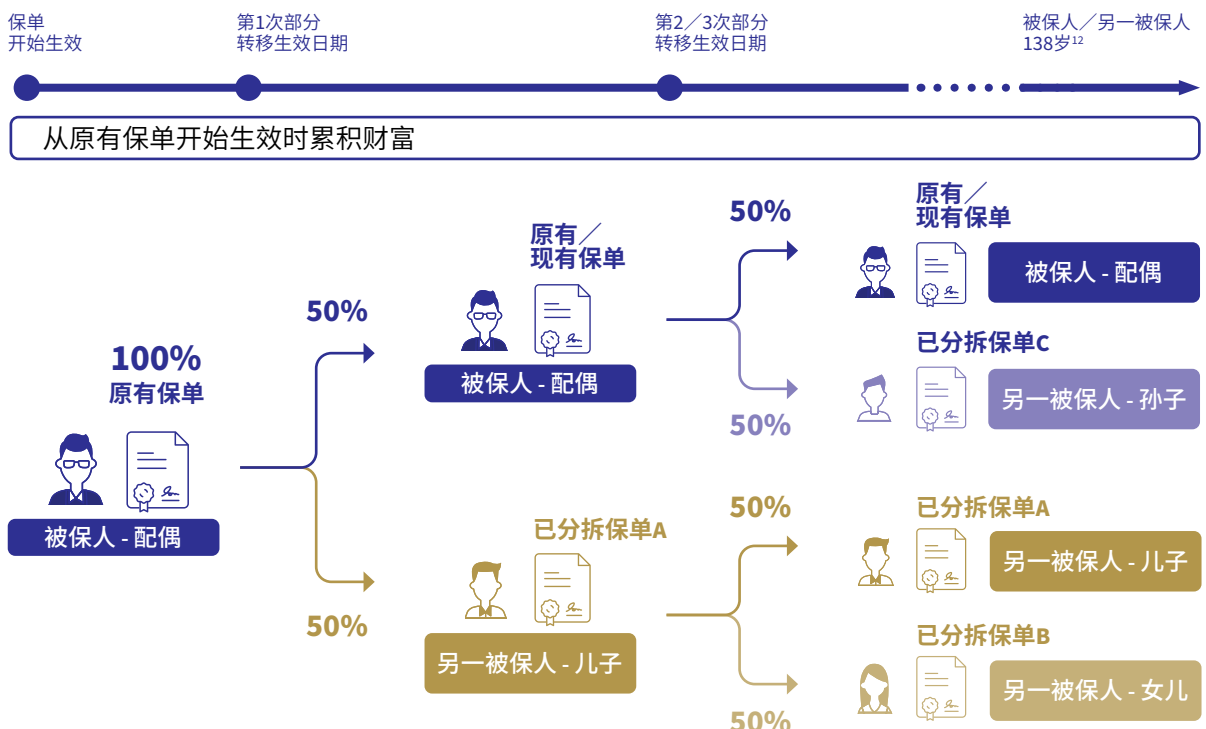 保单
开始生效
第1次部分
转移生效日期
第2／3次部分
转移生效日期
被保人／另一被保人
138岁12
从原有保单开始生效时累积财富
100%
原有保单
被保人 - 配偶
50%
原有／
现有保单
被保人 - 配偶
50%
已分拆保单A
另一被保人 - 儿子
50%
原有／
现有保单
被保人 - 配偶
50%
已分拆保单C
另一被保人 - 孙子
50%
已分拆保单A
另一被保人 - 儿子
50%
已分拆保单B
另一被保人 - 女儿